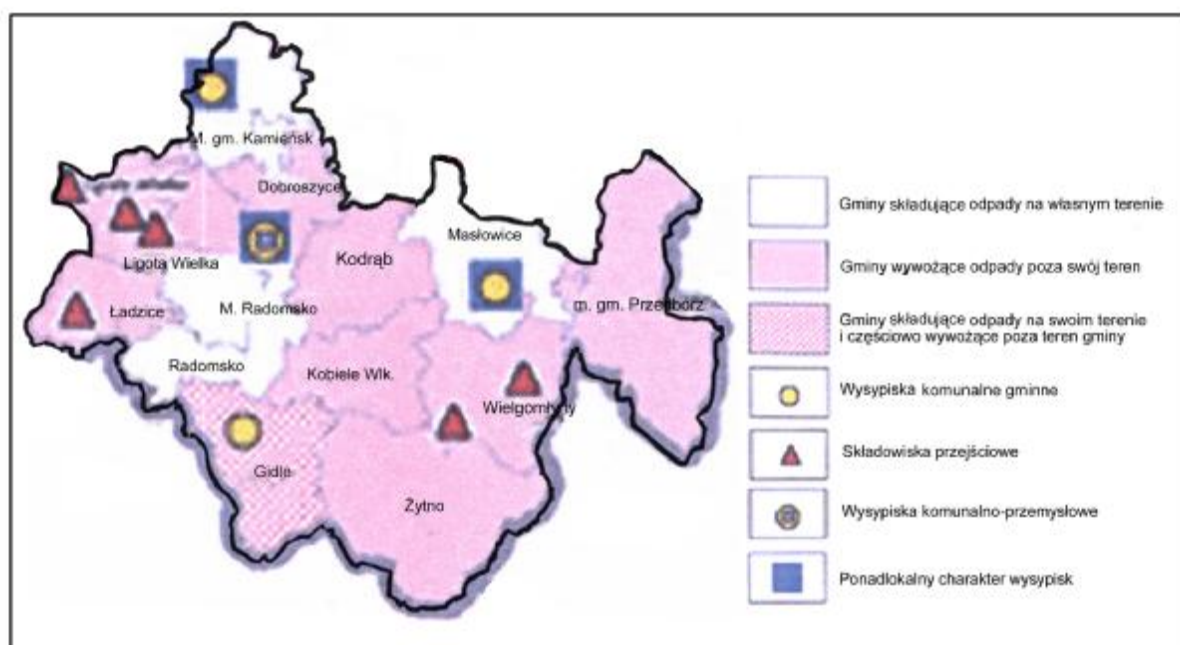 M. gm. Kamieńsk
Dobroszyce
Masłowice
Kodrąb
Ligota Wielka
m. gm. Przedbórz
Ładzice
M. Radomsko
Radomsko
Kobiele Wlk.
Wielgomłyny
Gidle
Żytno
Gminy składujące odpady na własnym terenie
Gminy wywożące odpady poza swój teren
Gminy składujące odpady na swoim terenie
i częściowo wywożące poza teren gminy
Wysypiska komunalne gminne
Składowiska przejściowe
Wysypiska komunalno-przemysłowe
Ponadlokalny charakter wysypisk